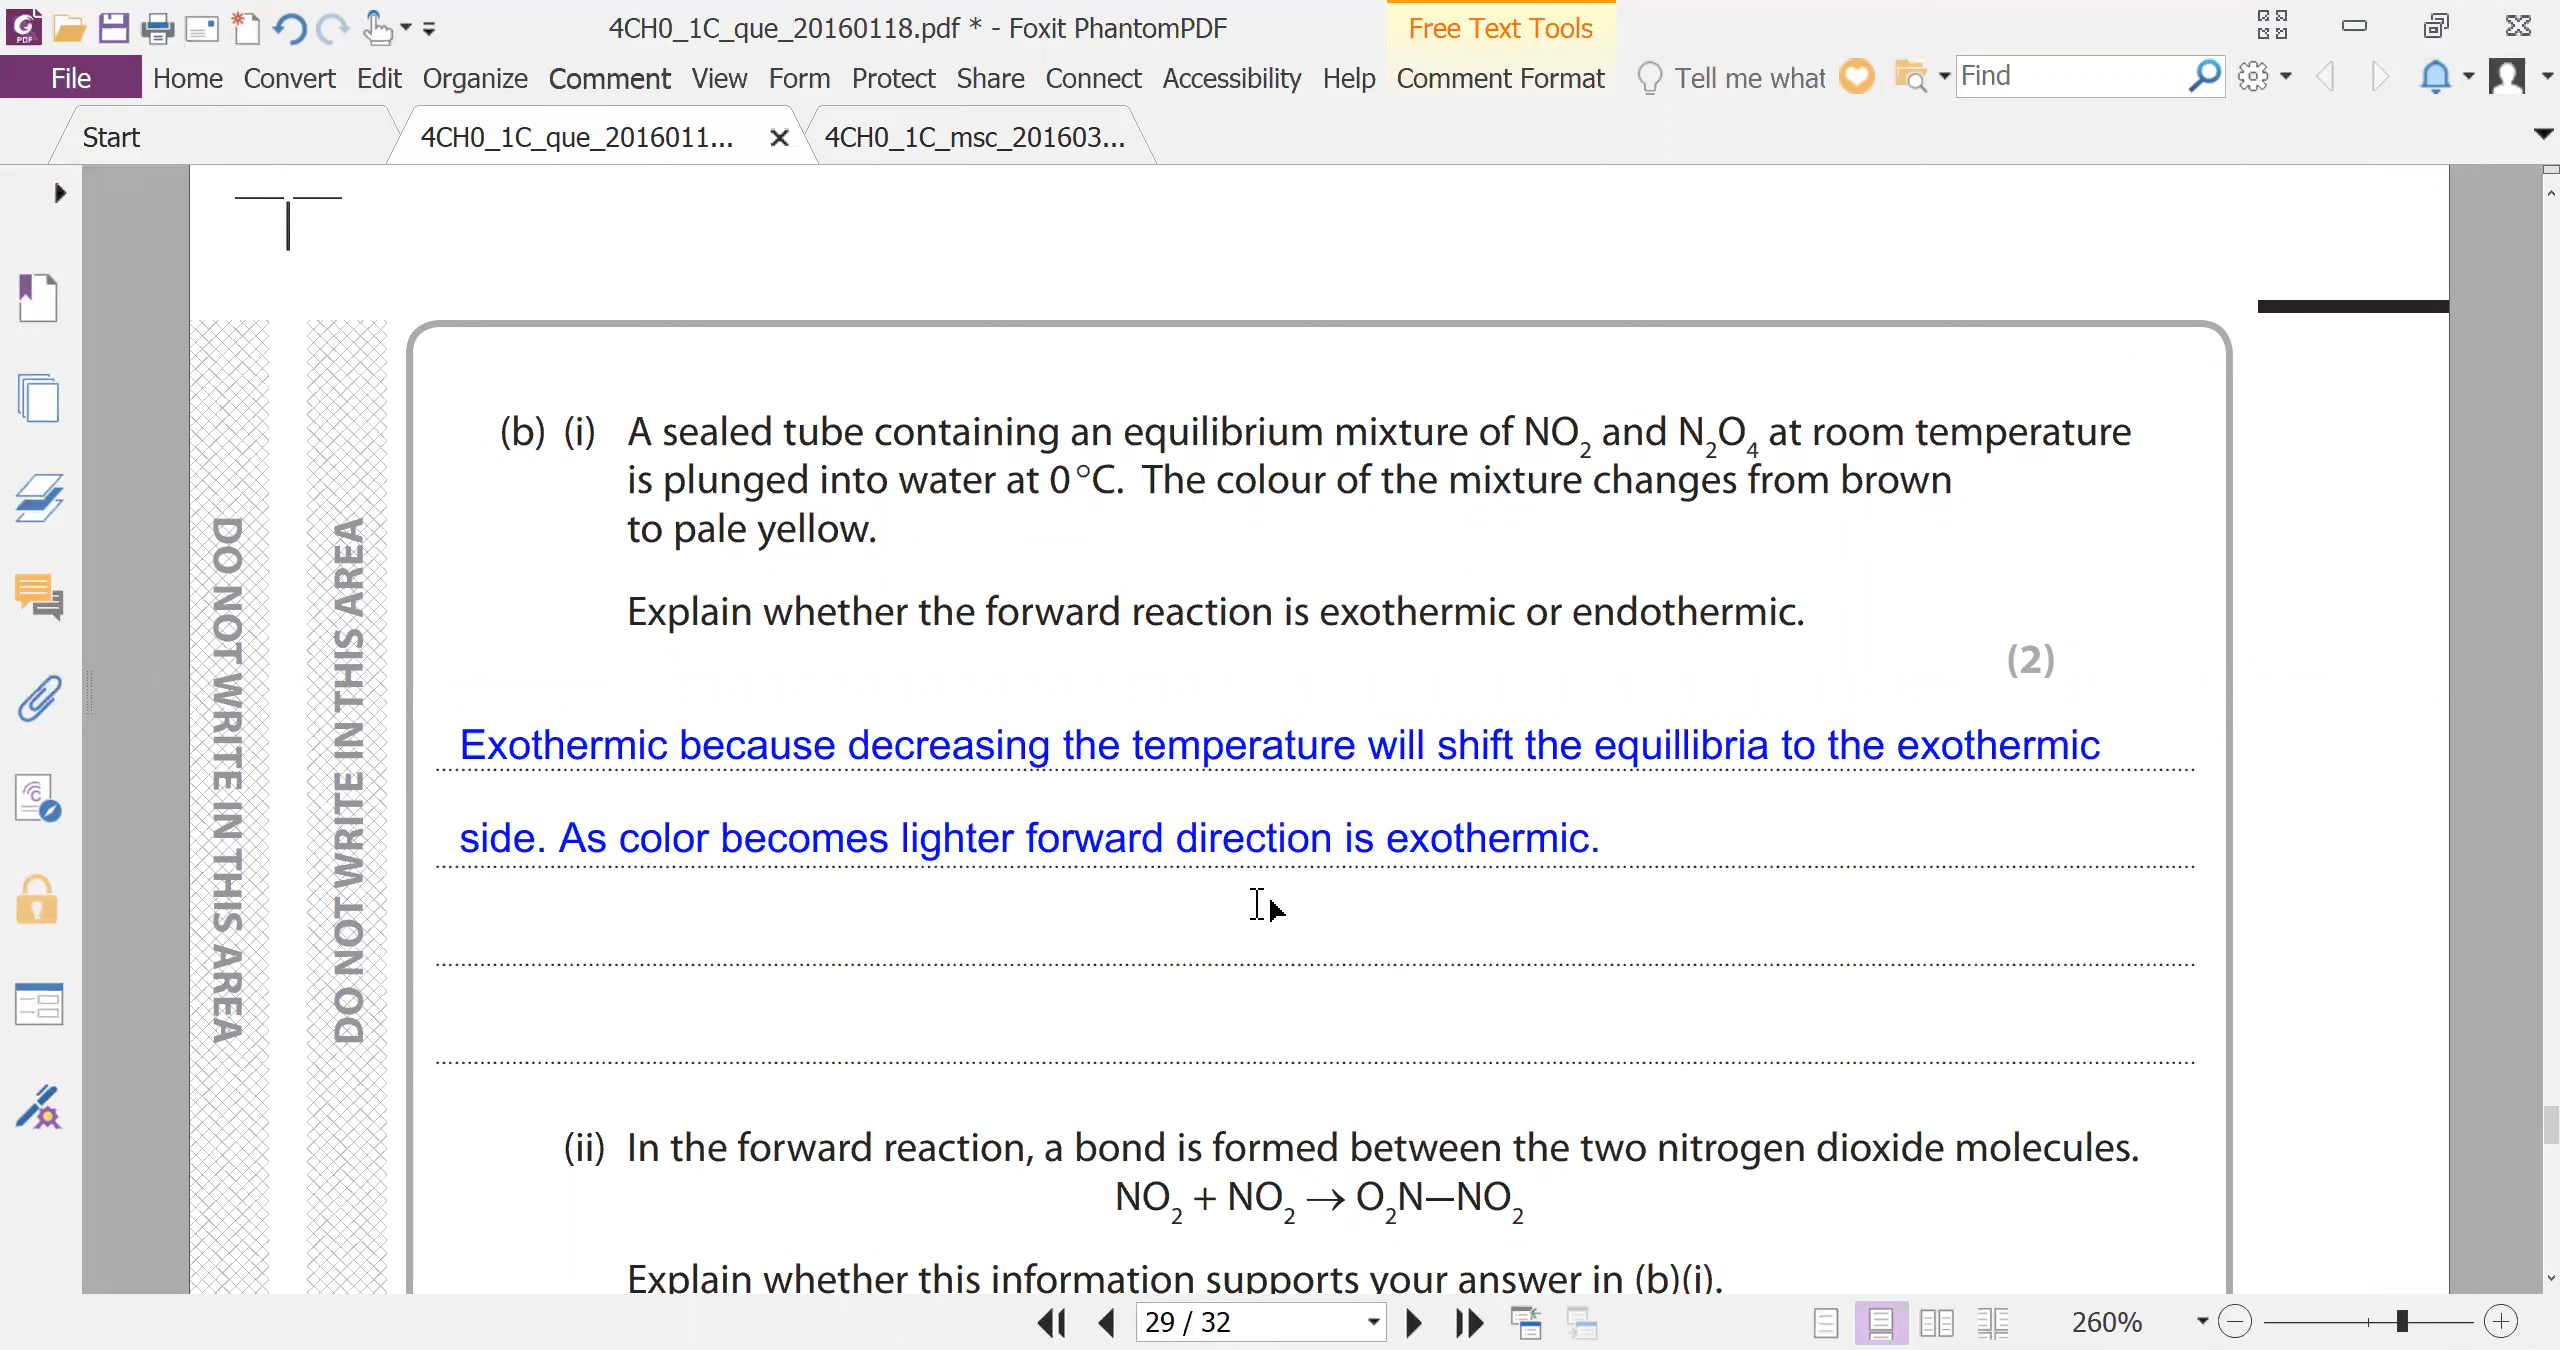 4CH0_1C_que_20160118.pdf * - Foxit PhantomPDF
Free Text Tools
File Home Convert Edit Organize Comment View Form Protect Share Connect Accessibility Help Comment Format Tell me what Find
Start 4CH0_1C_que_2016011... 4CH0_1C_msc_201603...
DO NOT WRITE IN THIS AREA
DO NOT WRITE IN THIS AREA
(b) (i) A sealed tube containing an equilibrium mixture of NO₂ and N₂O₄ at room temperature
is plunged into water at 0 °C. The colour of the mixture changes from brown
to pale yellow.
Explain whether the forward reaction is exothermic or endothermic.
(2)
Exothermic because decreasing the temperature will shift the equillibria to the exothermic
side. As color becomes lighter forward direction is exothermic.
(ii) In the forward reaction, a bond is formed between the two nitrogen dioxide molecules.
NO₂ + NO₂ → O₂N—NO₂
Explain whether this information supports your answer in (b)(i).
29 / 32
260%